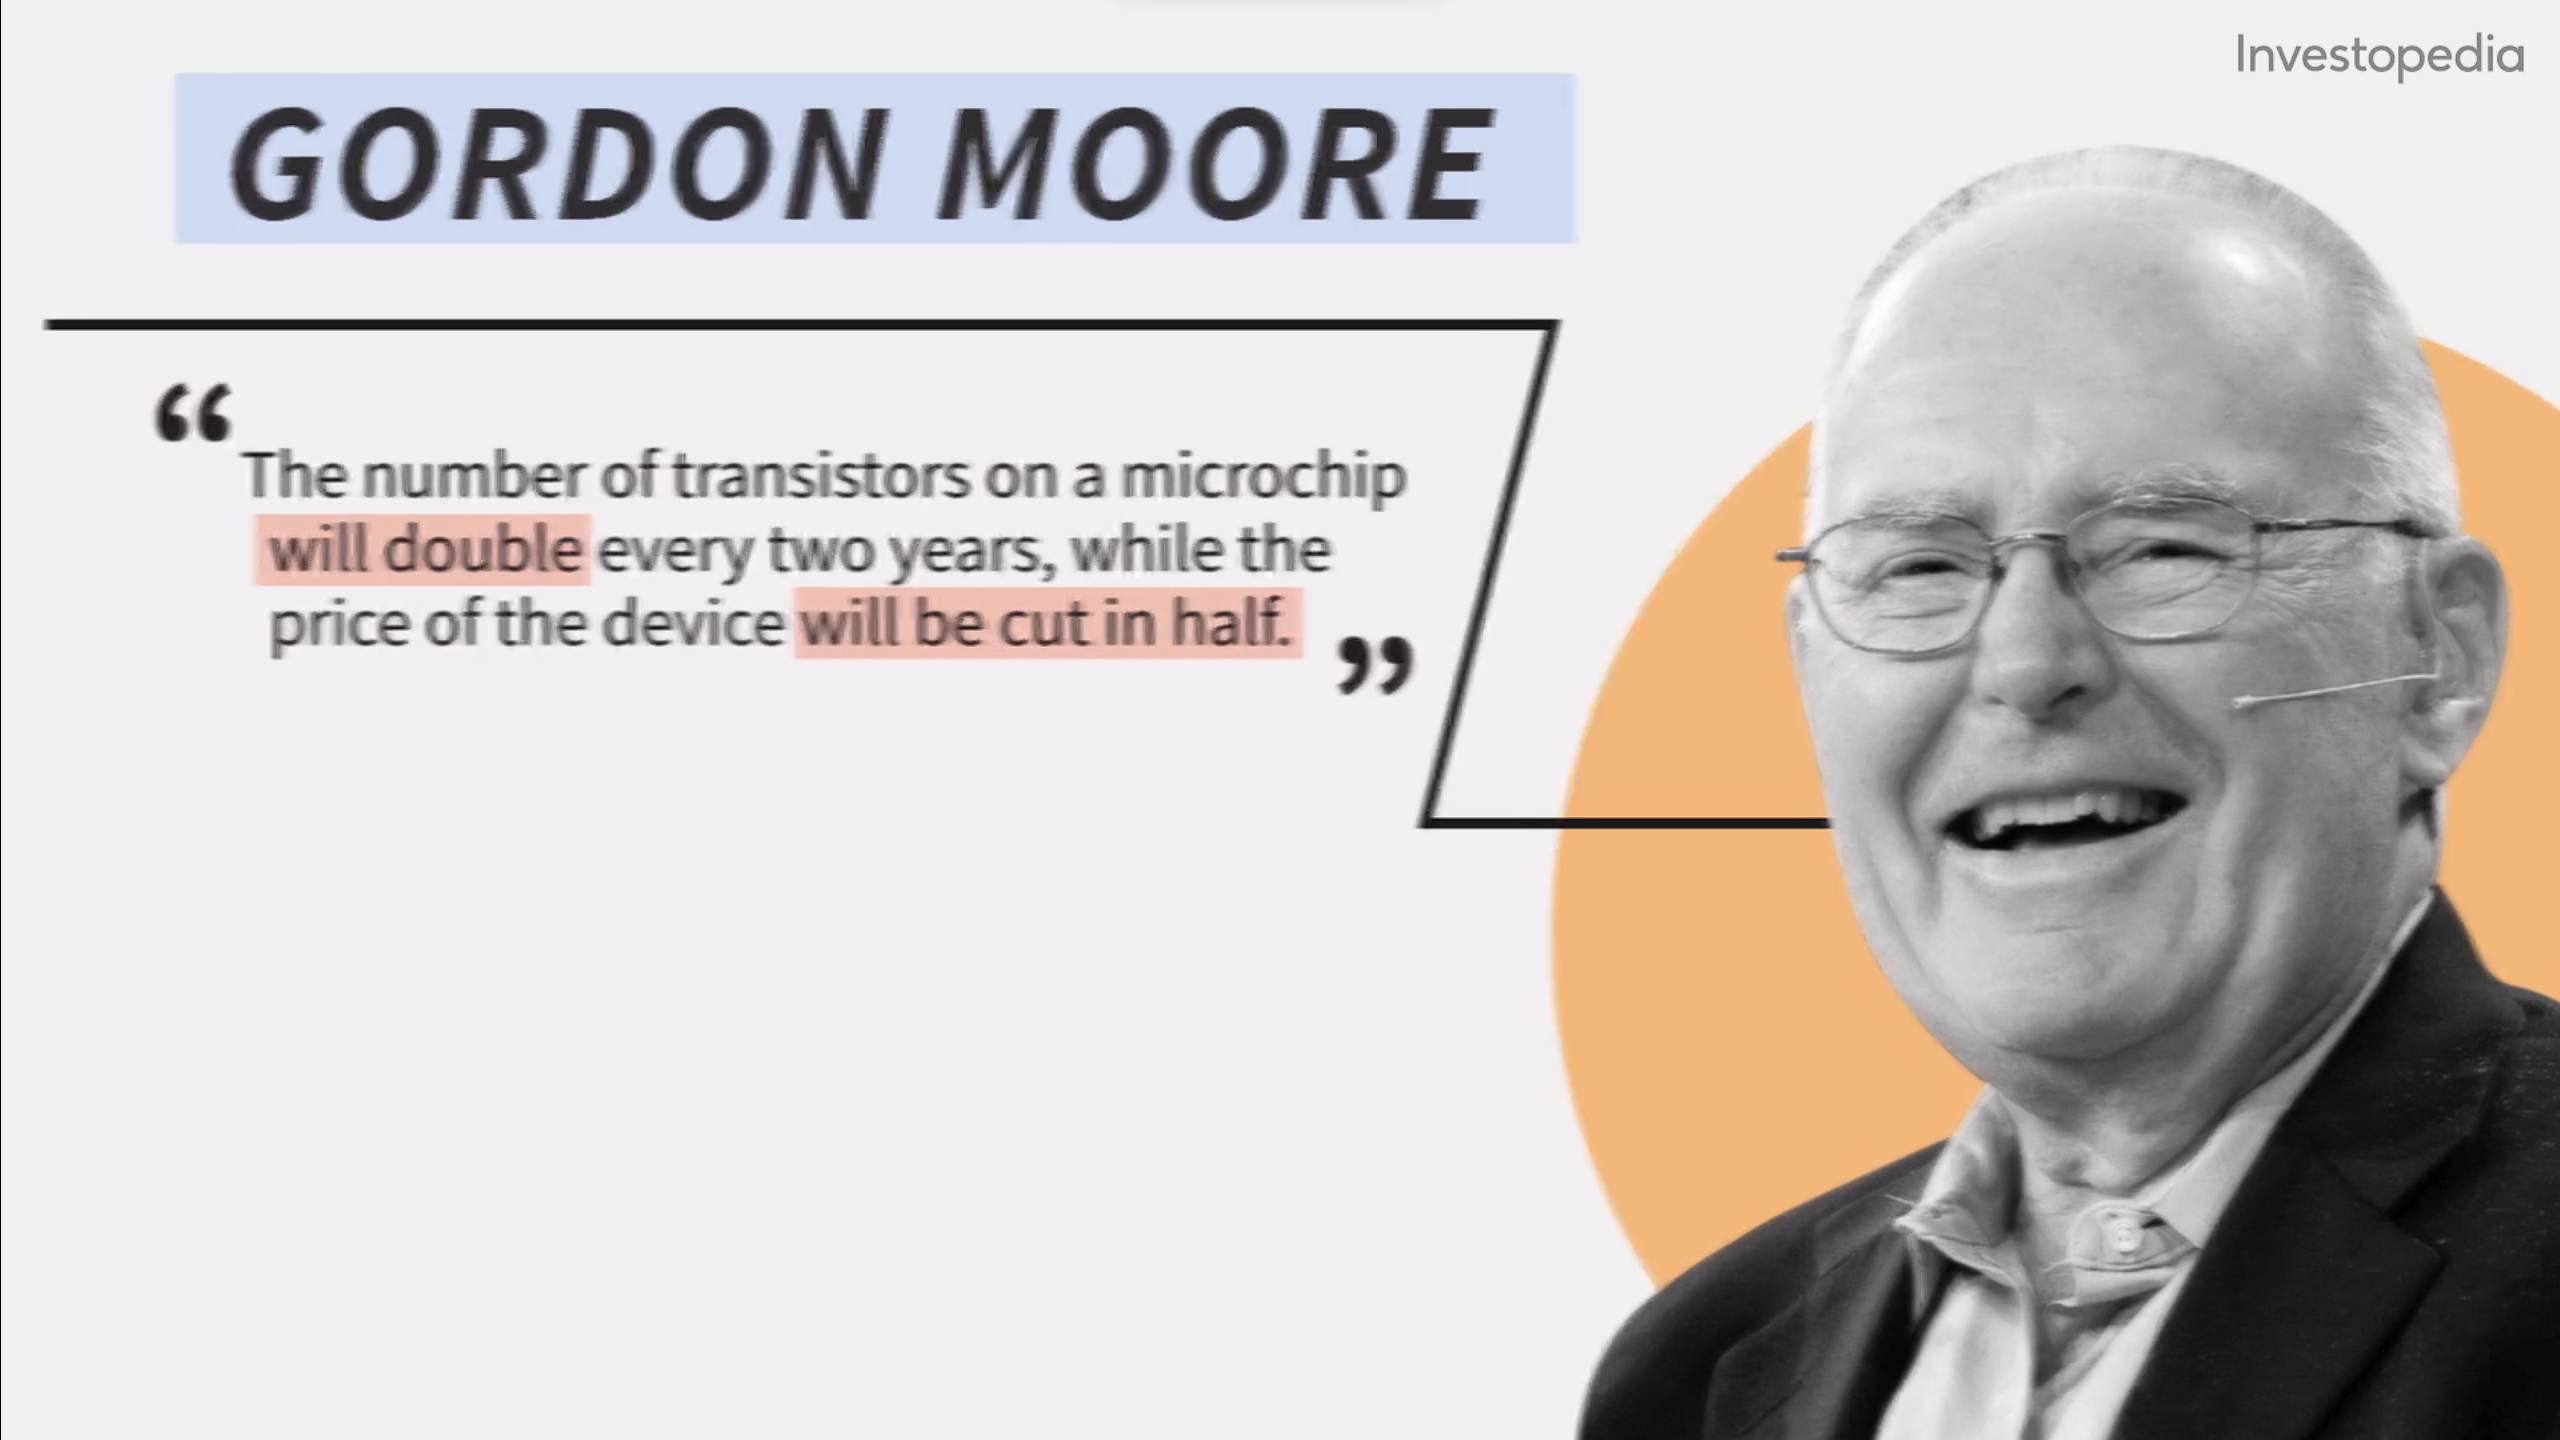 Investopedia
GORDON MOORE
“The number of transistors on a microchip
will double every two years, while the
price of the device will be cut in half.”